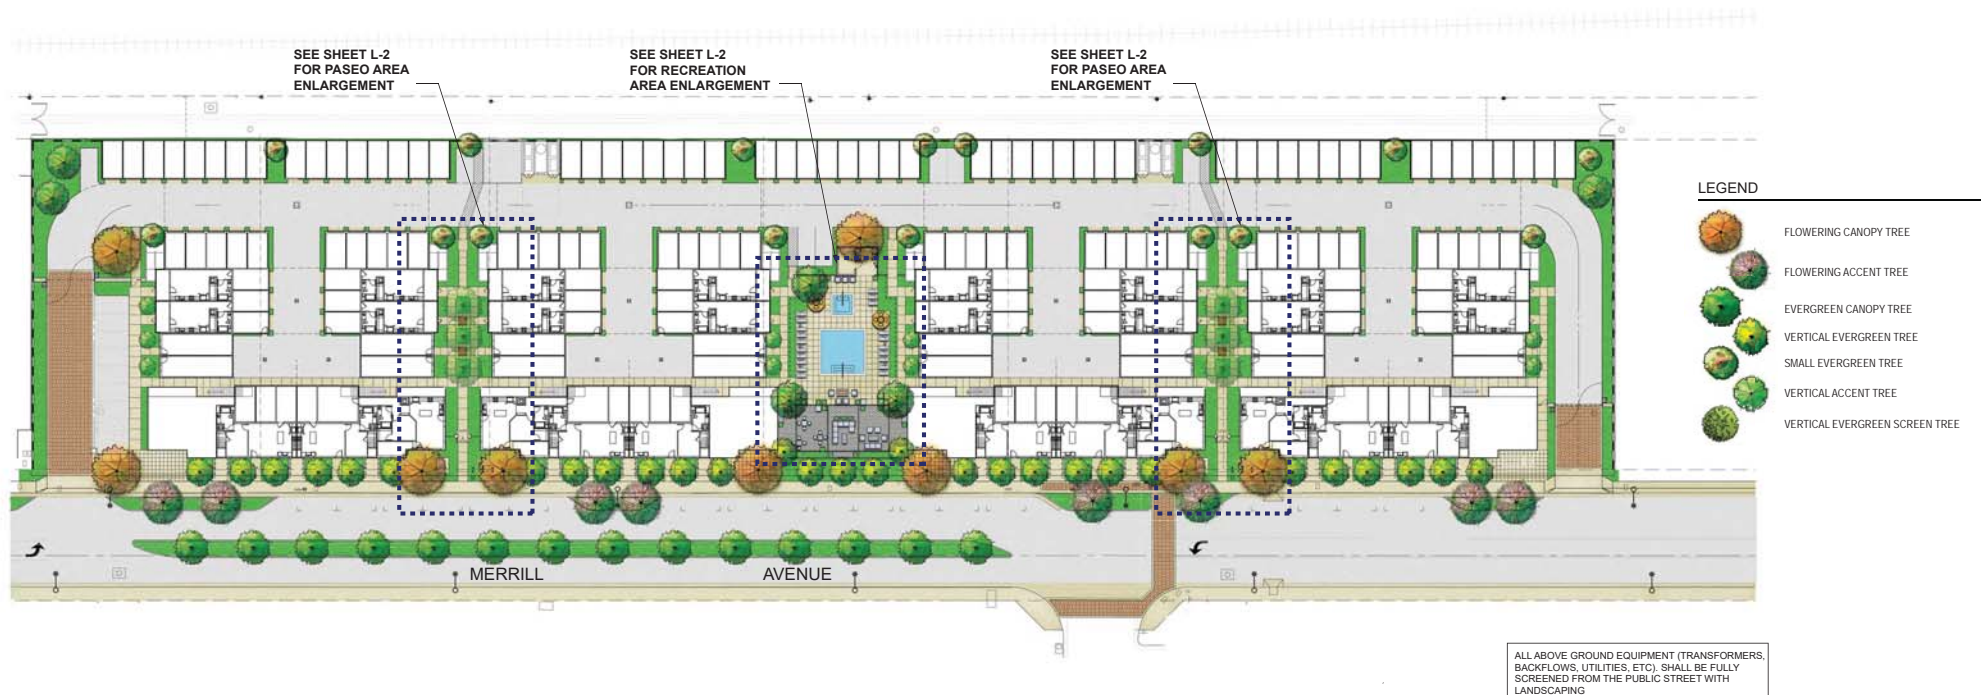 SEE SHEET L-2
FOR PASEO AREA
ENLARGEMENT
SEE SHEET L-2
FOR RECREATION
AREA ENLARGEMENT
SEE SHEET L-2
FOR PASEO AREA
ENLARGEMENT
LEGEND
FLOWERING CANOPY TREE
FLOWERING ACCENT TREE
EVERGREEN CANOPY TREE
VERTICAL EVERGREEN TREE
SMALL EVERGREEN TREE
VERTICAL ACCENT TREE
VERTICAL EVERGREEN SCREEN TREE
MERRILL AVENUE
ALL ABOVE GROUND EQUIPMENT (TRANSFORMERS,
BACKFLOWS, UTILITIES, ETC). SHALL BE FULLY
SCREENED FROM THE PUBLIC STREET WITH
LANDSCAPING